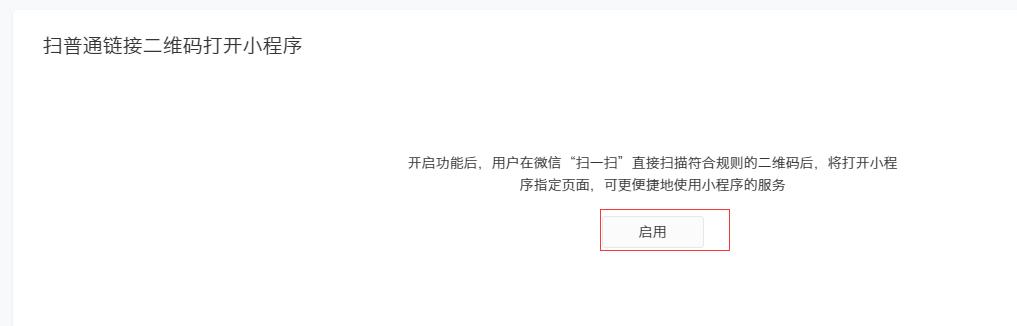 扫普通链接二维码打开小程序
开启功能后，用户在微信“扫一扫”直接扫描符合规则的二维码后，将打开小程
序指定页面，可更便捷地使用小程序的服务
启用